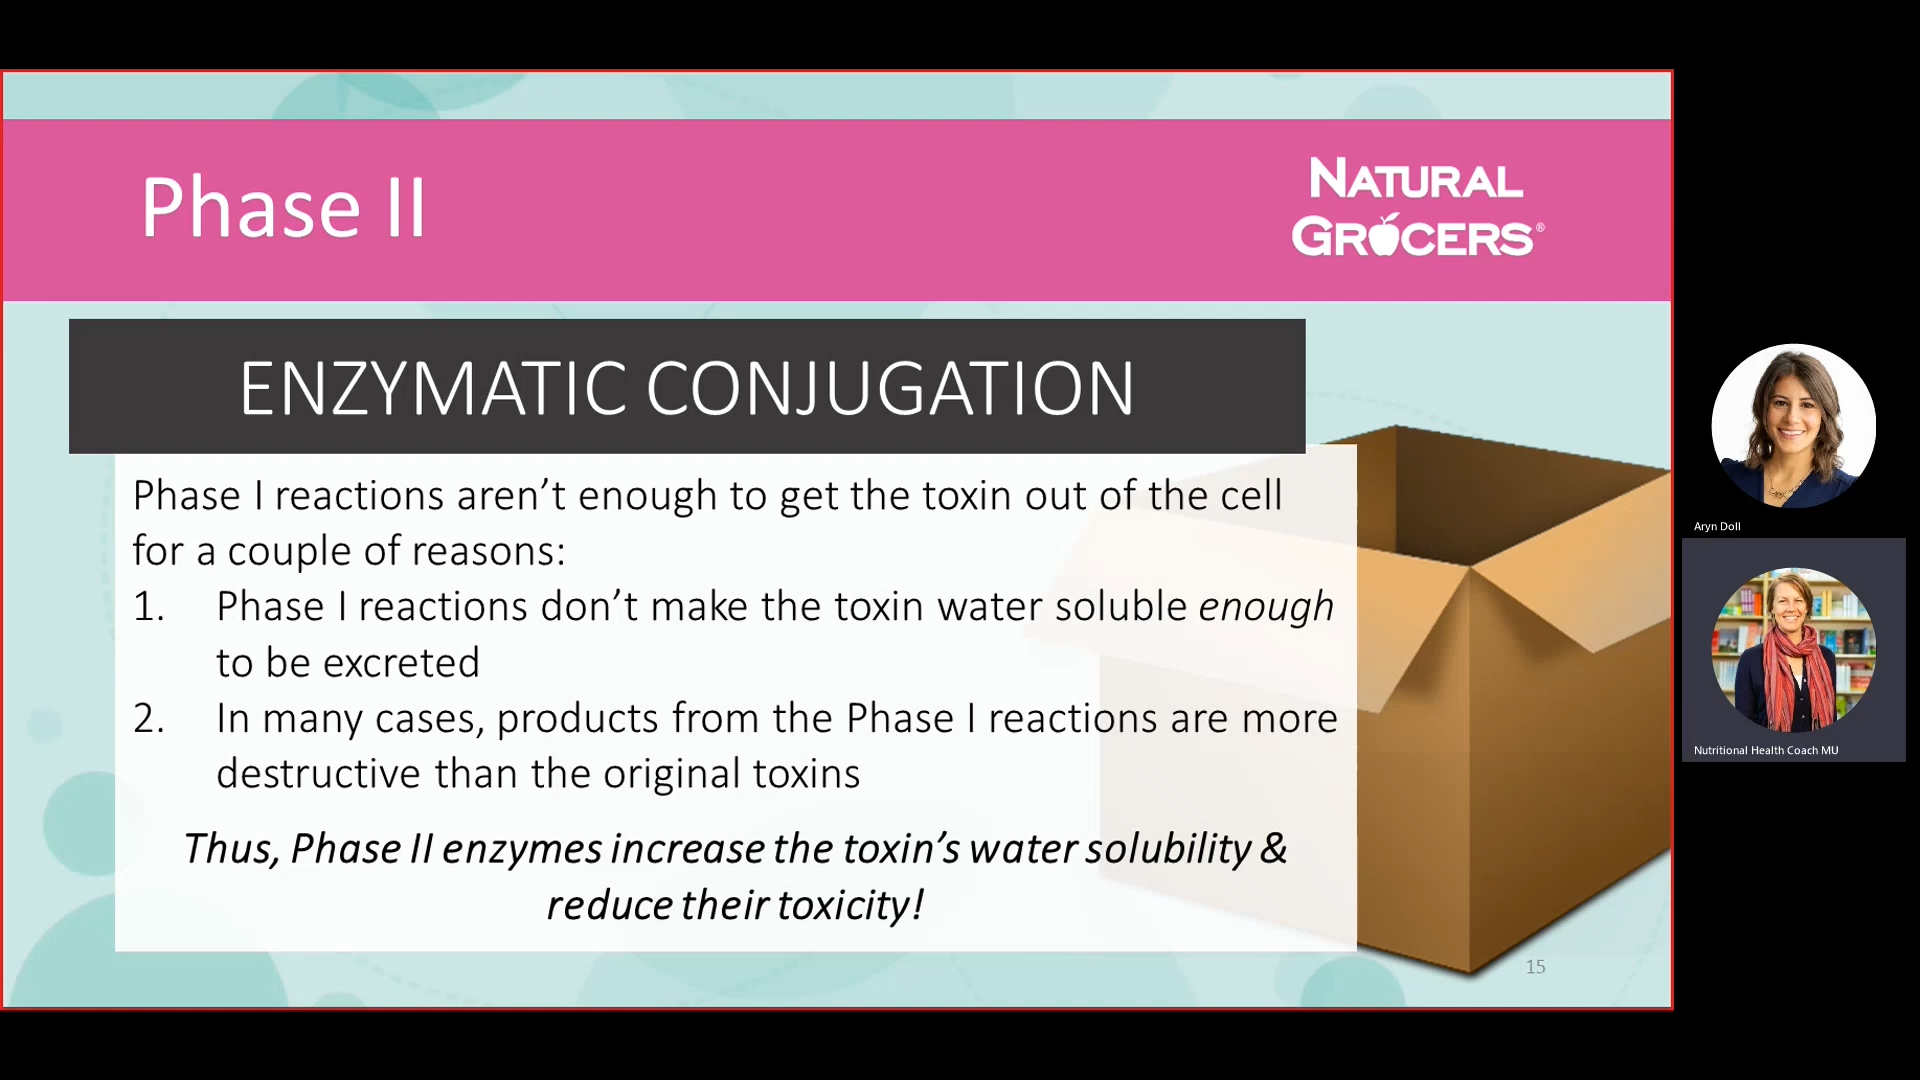 Phase II
NATURAL
GROCERS®
ENZYMATIC CONJUGATION
Phase I reactions aren’t enough to get the toxin out of the cell
for a couple of reasons:
1. Phase I reactions don’t make the toxin water soluble enough
to be excreted
2. In many cases, products from the Phase I reactions are more
destructive than the original toxins
Thus, Phase II enzymes increase the toxin’s water solubility &
reduce their toxicity!
15
Aryn Doll
Nutritional Health Coach MU